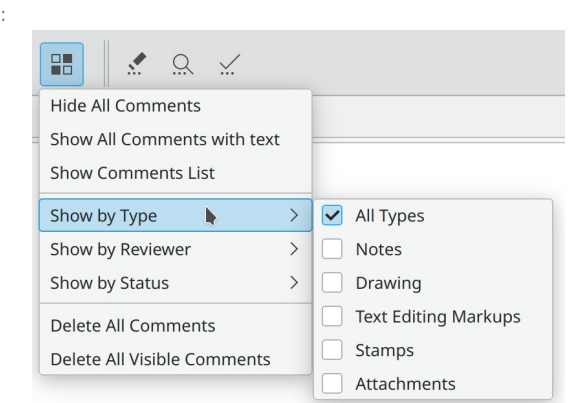 :
Hide All Comments
Show All Comments with text
Show Comments List
Show by Type
Show by Reviewer
Show by Status
Delete All Comments
Delete All Visible Comments
All Types
Notes
Drawing
Text Editing Markups
Stamps
Attachments